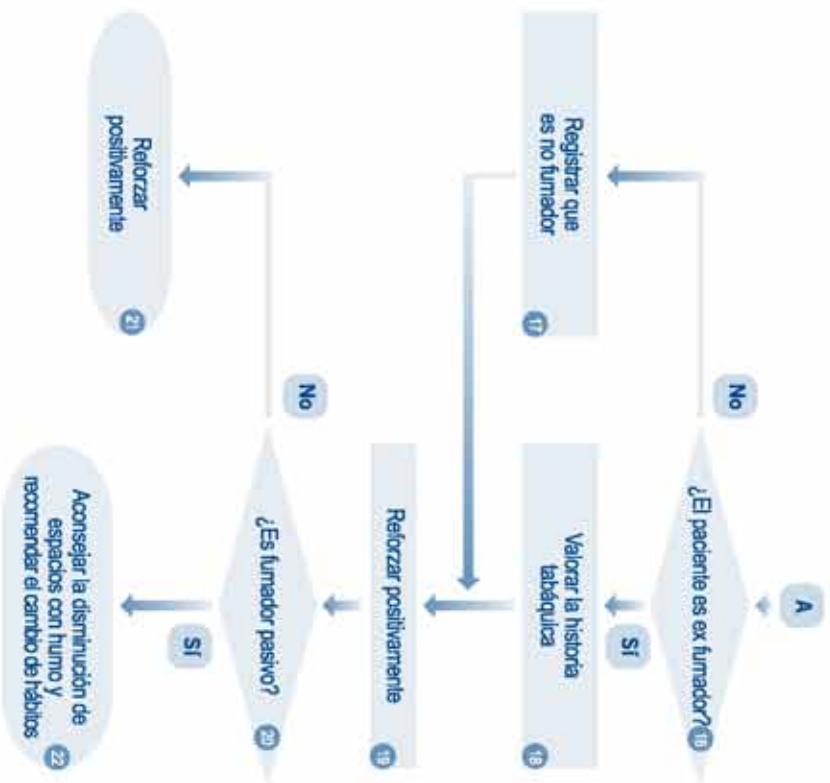 A
¿El paciente es ex fumador?
16
No
Sí
Registrar que
es no fumador
17
Valorar la historia
tabáquica
18
Reforzar positivamente
19
¿Es fumador pasivo?
20
No
Sí
Reforzar
positivamente
21
Aconsejar la disminución de
espacios con humo y
recomendar el cambio de hábitos
22